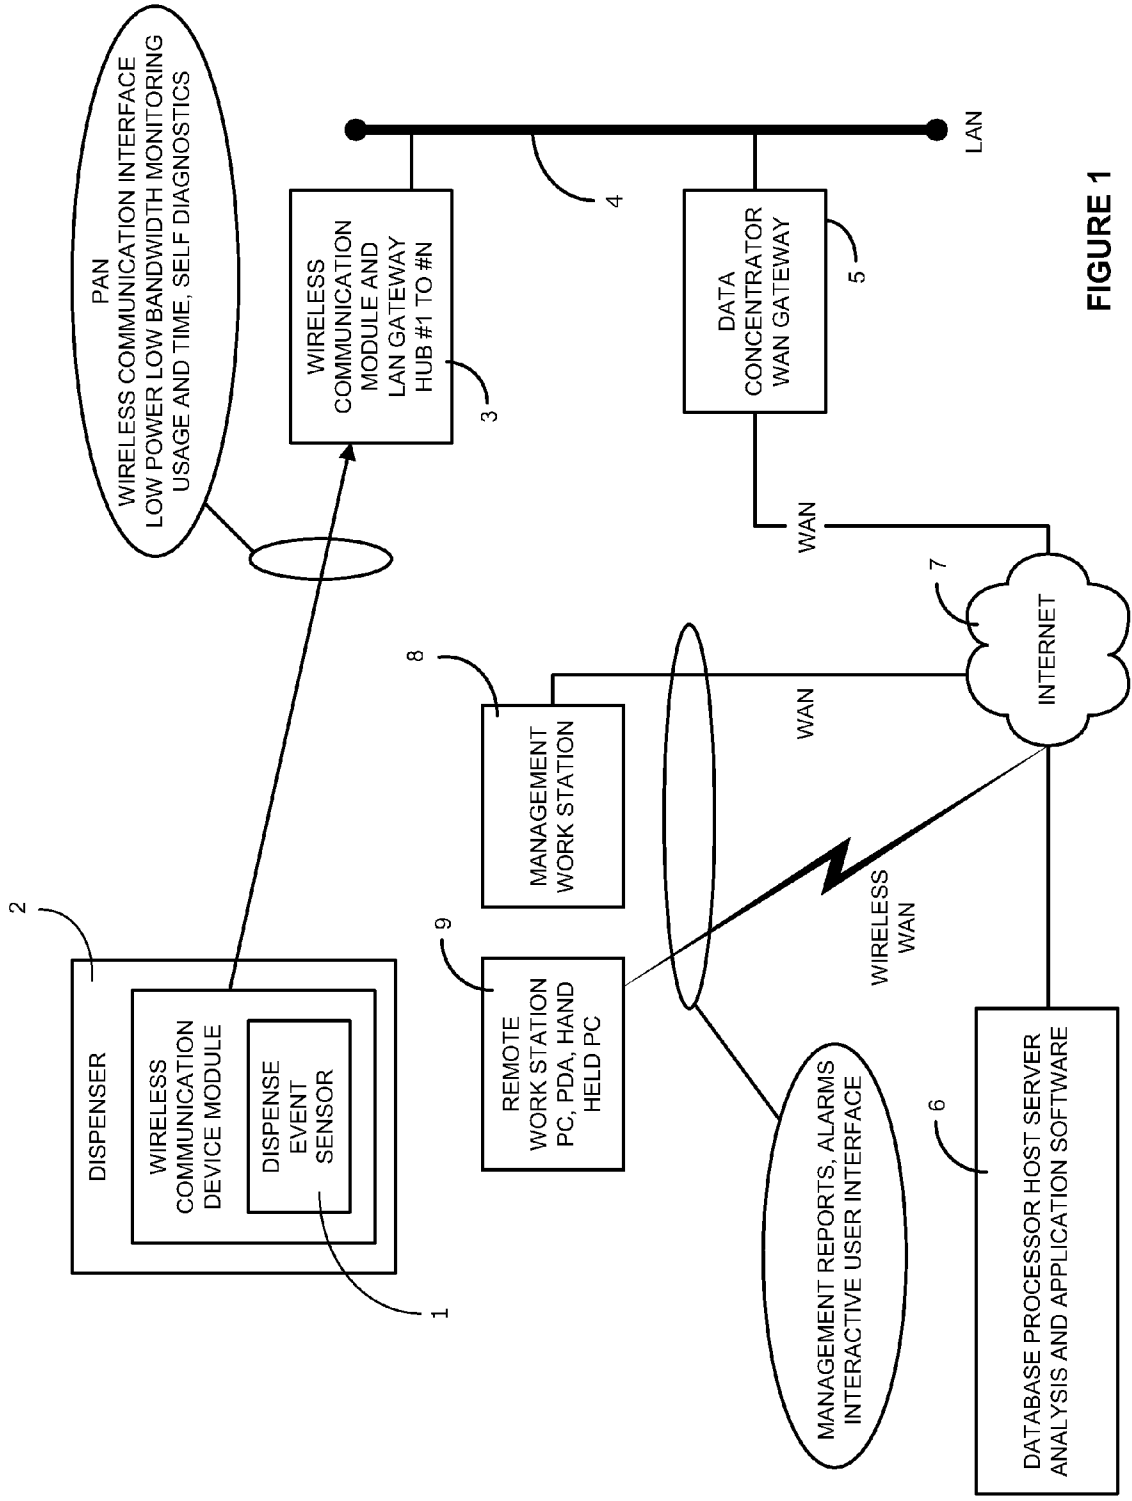 PAN
WIRELESS COMMUNICATION INTERFACE
LOW POWER LOW BANDWIDTH MONITORING
USAGE AND TIME, SELF DIAGNOSTICS
2
DISPENSER
WIRELESS
COMMUNICATION
DEVICE MODULE
DISPENSE
EVENT
SENSOR
1
WIRELESS
COMMUNICATION
MODULE AND
LAN GATEWAY
HUB #1 TO #N
3
4
LAN
DATA
CONCENTRATOR
WAN GATEWAY
5
WAN
8
MANAGEMENT
WORK STATION
WAN
9
REMOTE
WORK STATION
PC, PDA, HAND
HELD PC
WIRELESS
WAN
7
INTERNET
MANAGEMENT REPORTS, ALARMS
INTERACTIVE USER INTERFACE
6
DATABASE PROCESSOR HOST SERVER
ANALYSIS AND APPLICATION SOFTWARE
FIGURE 1